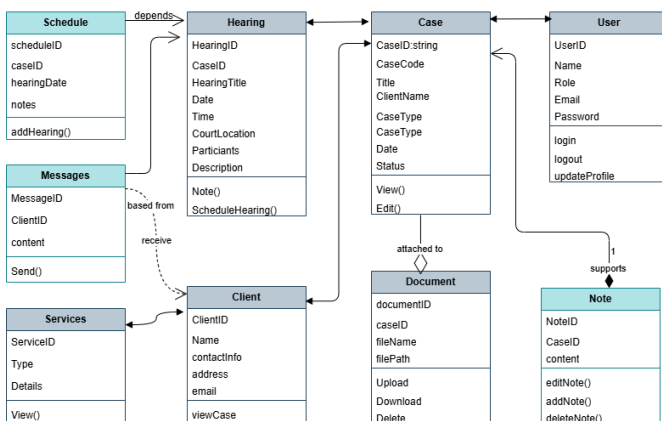 Schedule
scheduleID
caseID
hearingDate
notes
addHearing()
depends
Hearing
HearingID
CaseID
HearingTitle
Date
Time
CourtLocation
Particiants
Description
Note()
ScheduleHearing()
Case
CaseID:string
CaseCode
Title
ClientName
CaseType
CaseType
Date
Status
View()
Edit()
User
UserID
Name
Role
Email
Password
login
logout
updateProfile
Messages
MessageID
ClientID
content
Send()
based from
receive
attached to
1
supports
Services
ServiceID
Type
Details
View()
Client
ClientID
Name
contactInfo
address
email
viewCase
Document
documentID
caseID
fileName
filePath
Upload
Download
Delete
Note
NoteID
CaseID
content
editNote()
addNote()
deleteNote()